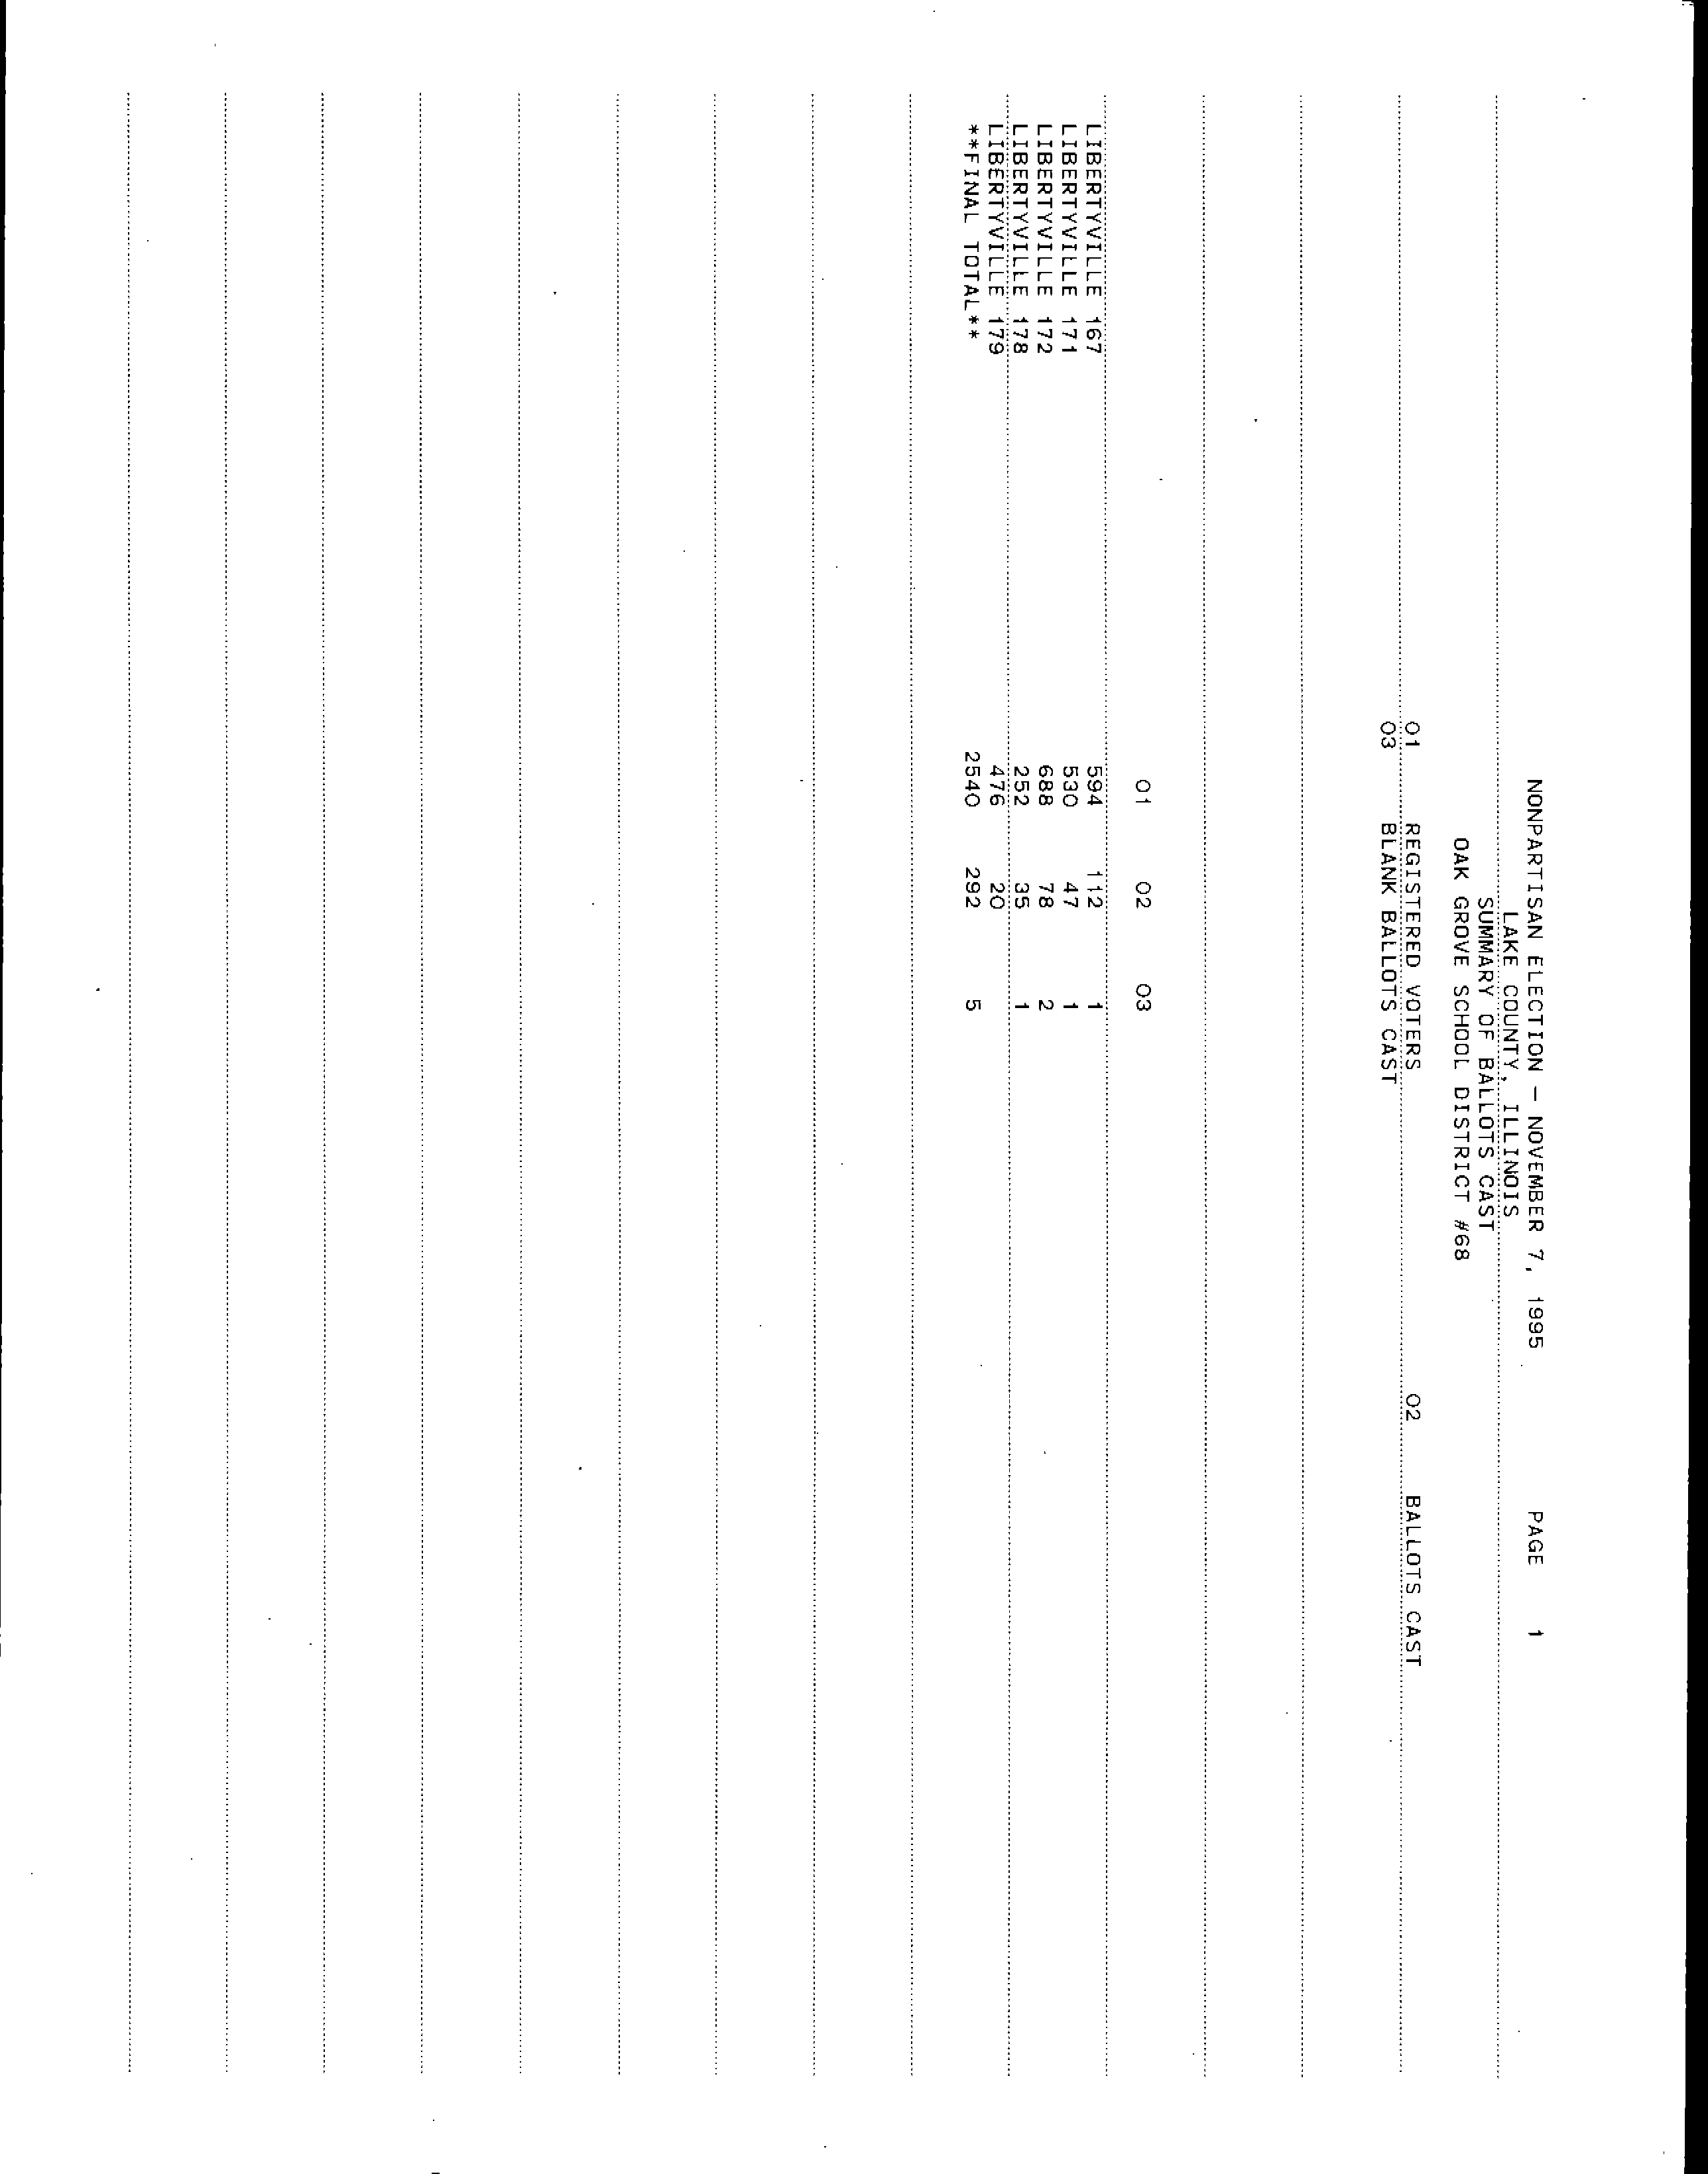 NONPARTISAN ELECTION - NOVEMBER 7, 1995 PAGE 1
LAKE COUNTY, ILLINOIS
SUMMARY OF BALLOTS CAST
OAK GROVE SCHOOL DISTRICT #68
01 REGISTERED VOTERS 02 BALLOTS CAST
03 BLANK BALLOTS CAST
01 02 03
LIBERTYVILLE 167 594 112 1
LIBERTYVILLE 171 530 47 1
LIBERTYVILLE 172 688 78 2
LIBERTYVILLE 178 252 35 1
LIBERTYVILLE 179 476 20
**FINAL TOTAL** 2540 292 5